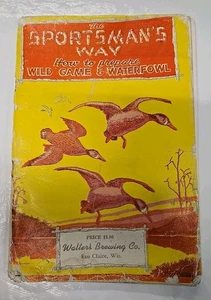 The
SPORTSMAN'S
WAY
How to prepare
WILD GAME & WATERFOWL
PRICE $1.00
Walter's Brewing Co.
Eau Claire, Wis.